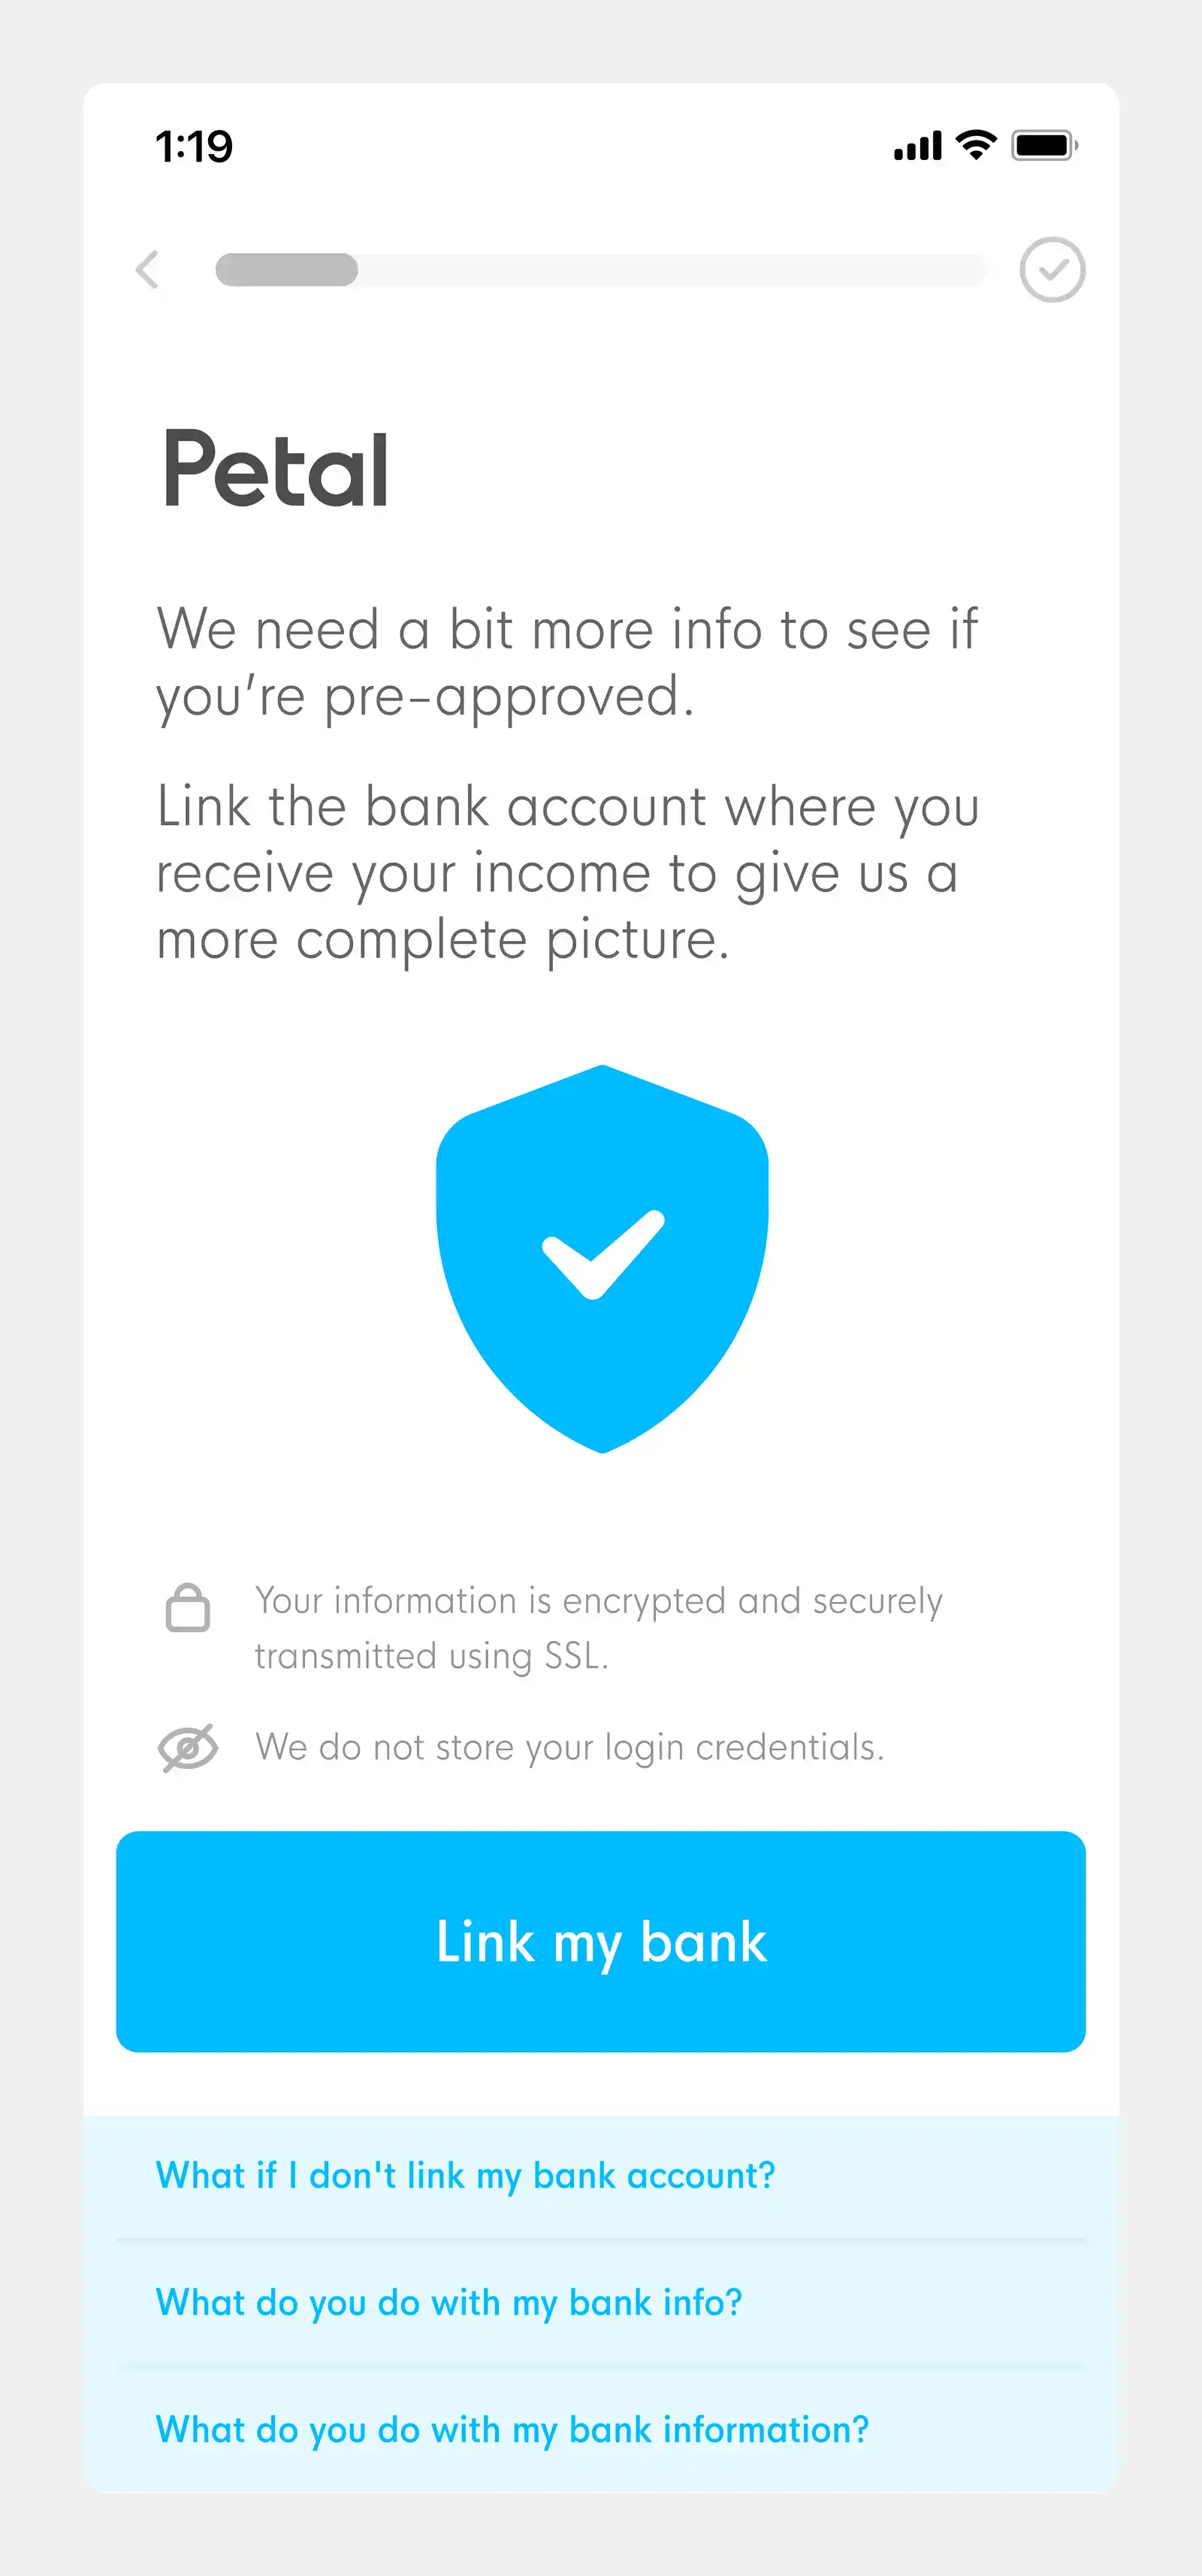 1:19
Petal
We need a bit more info to see if
you’re pre-approved.
Link the bank account where you
receive your income to give us a
more complete picture.
Your information is encrypted and securely
transmitted using SSL.
We do not store your login credentials.
Link my bank
What if I don't link my bank account?
What do you do with my bank info?
What do you do with my bank information?